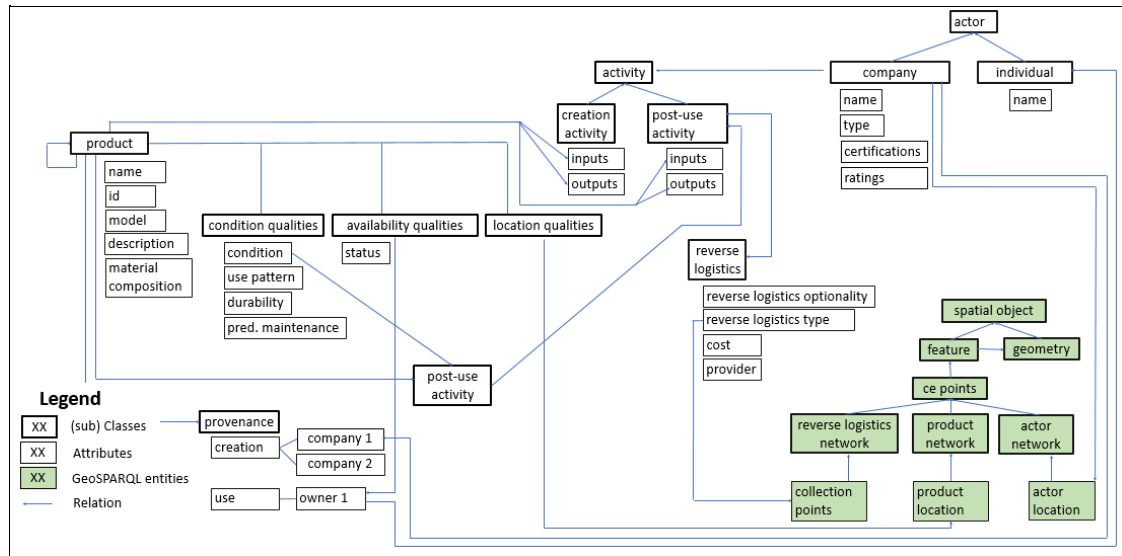 actor
activity
company
individual
name
type
certifications
ratings
name
creation
activity
post-use
activity
inputs
outputs
inputs
outputs
product
name
id
model
description
material
composition
condition qualities
availability qualities
location qualities
condition
use pattern
durability
pred. maintenance
status
reverse
logistics
reverse logistics optionality
reverse logistics type
cost
provider
spatial object
feature
geometry
ce points
reverse logistics
network
product
network
actor
network
collection
points
product
location
actor
location
post-use
activity
provenance
creation
company 1
company 2
use
owner 1
Legend
XX
(sub) Classes
XX
Attributes
XX
GeoSPARQL entities
Relation